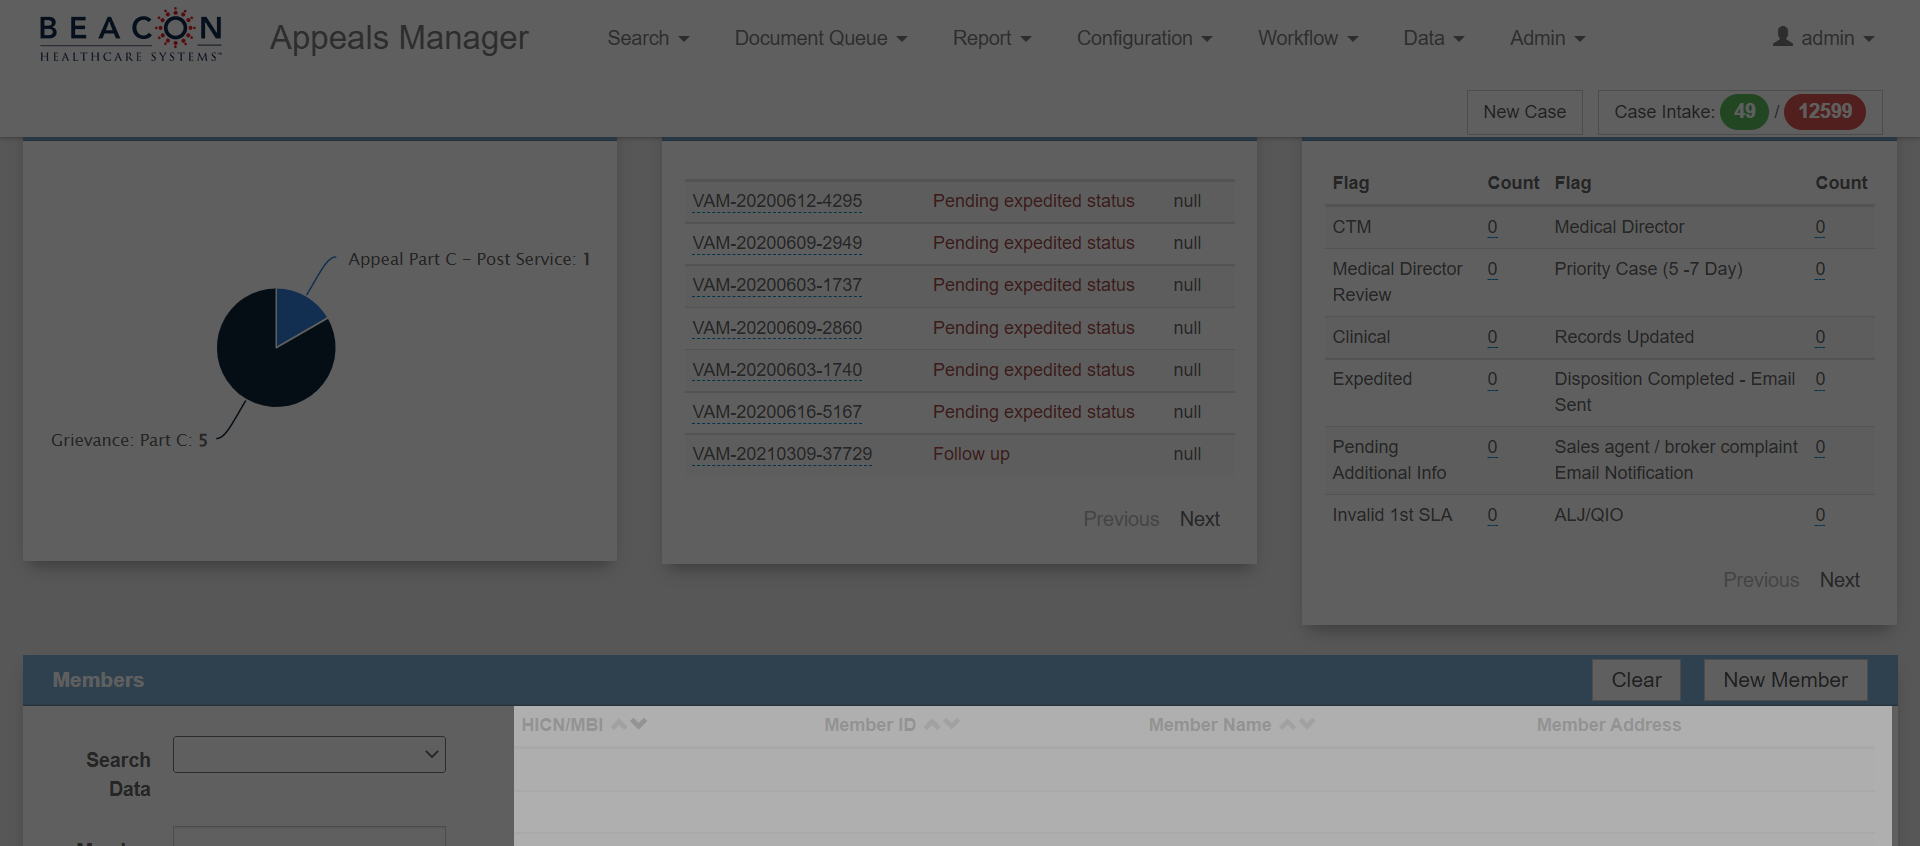 BEACON
HEALTHCARE SYSTEMS™
Appeals Manager
Search
Document Queue
Report
Configuration
Workflow
Data
Admin
admin
New Case
Case Intake: 49 / 12599
Appeal Part C - Post Service: 1
Grievance: Part C: 5
VAM-20200612-4295 Pending expedited status null
VAM-20200609-2949 Pending expedited status null
VAM-20200603-1737 Pending expedited status null
VAM-20200609-2860 Pending expedited status null
VAM-20200603-1740 Pending expedited status null
VAM-20200616-5167 Pending expedited status null
VAM-20210309-37729 Follow up null
Previous Next
Flag Count Flag Count
CTM 0 Medical Director 0
Medical Director 0 Priority Case (5 -7 Day) 0
Review
Clinical 0 Records Updated 0
Expedited 0 Disposition Completed - Email 0
Sent
Pending 0 Sales agent / broker complaint 0
Additional Info Email Notification
Invalid 1st SLA 0 ALJ/QIO 0
Previous Next
Members
Clear
New Member
Search
Data
HICN/MBI Member ID Member Name Member Address